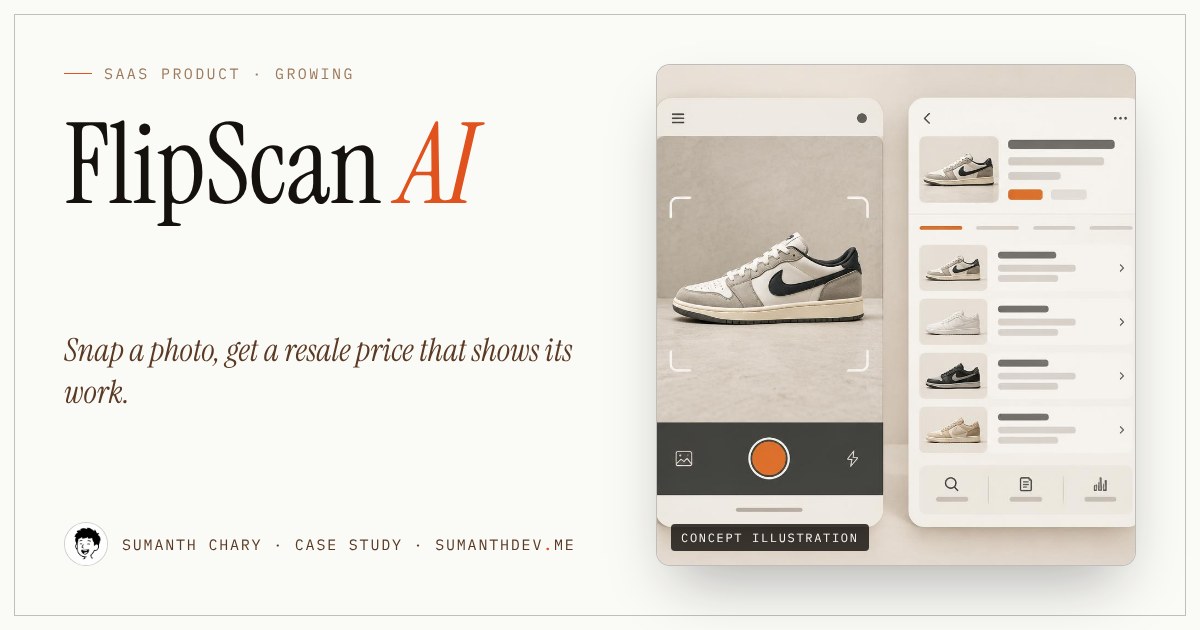 SAAS PRODUCT · GROWING
FlipScan AI
Snap a photo, get a resale price that shows its
work.
SUMANTH CHARY · CASE STUDY · SUMANTHDEV.ME
CONCEPT ILLUSTRATION